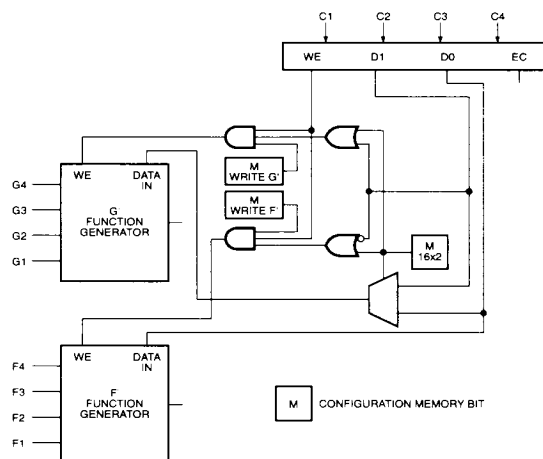 C1 C2 C3 C4
WE D1 D0 EC
M
WRITE G'
M
WRITE F'
G4
G3
G2
G1
WE DATA IN
G'
FUNCTION
GENERATOR
M
16x2
F4
F3
F2
F1
WE DATA IN
F
FUNCTION
GENERATOR
M CONFIGURATION MEMORY BIT